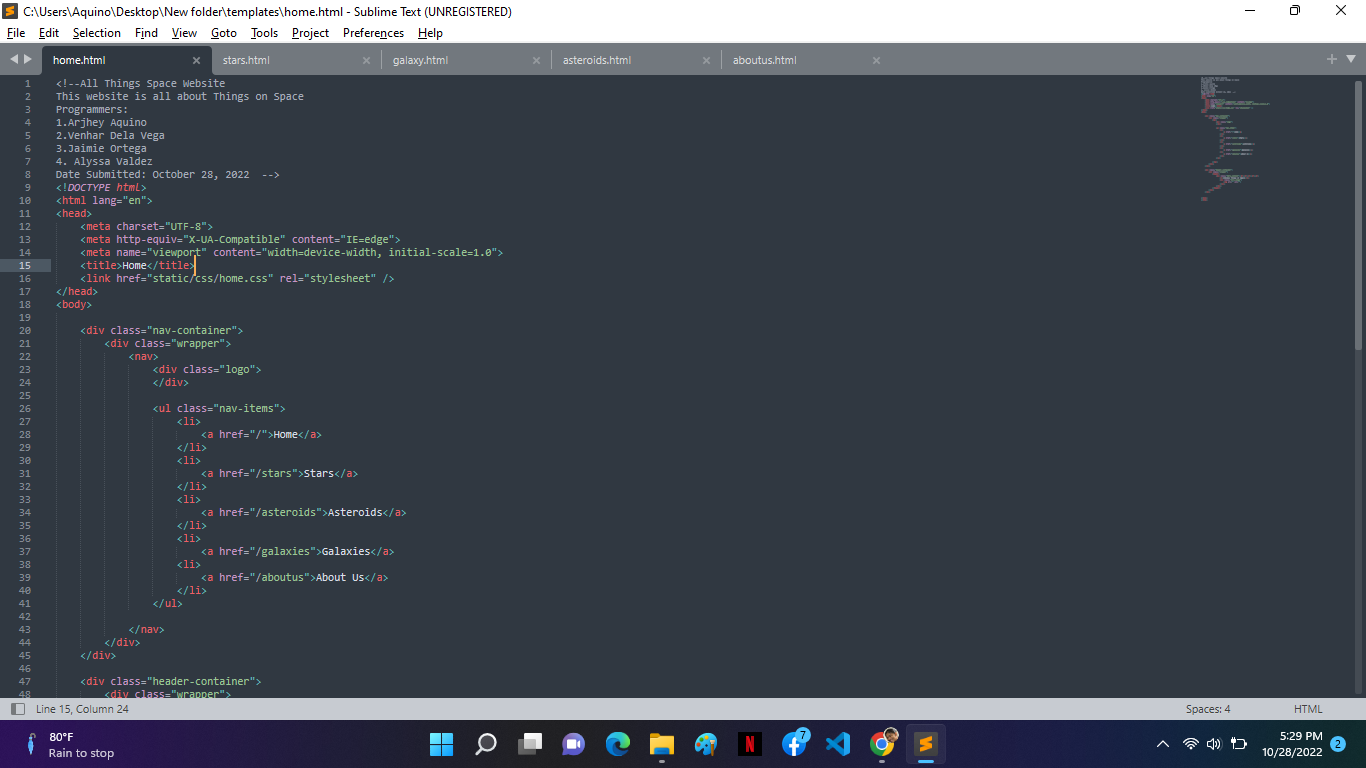 C:\Users\Aquino\Desktop\New folder\templates\home.html - Sublime Text (UNREGISTERED)
File Edit Selection Find View Goto Tools Project Preferences Help
home.html stars.html galaxy.html asteroids.html aboutus.html
1 <!--All Things Space Website
2 This website is all about Things on Space
3 Programmers:
4 1.Arjhey Aquino
5 2.Venhar Dela Vega
6 3.Jaimie Ortega
7 4. Alyssa Valdez
8 Date Submitted: October 28, 2022  -->
9 <!DOCTYPE html>
10 <html lang="en">
11 <head>
12     <meta charset="UTF-8">
13     <meta http-equiv="X-UA-Compatible" content="IE=edge">
14     <meta name="viewport" content="width=device-width, initial-scale=1.0">
15     <title>Home</title>
16     <link href="static/css/home.css" rel="stylesheet" />
17 </head>
18 <body>
19
20     <div class="nav-container">
21         <div class="wrapper">
22             <nav>
23                 <div class="logo">
24                 </div>
25
26                 <ul class="nav-items">
27                     <li>
28                         <a href="/">Home</a>
29                     </li>
30                     <li>
31                         <a href="/stars">Stars</a>
32                     </li>
33                     <li>
34                         <a href="/asteroids">Asteroids</a>
35                     </li>
36                     <li>
37                         <a href="/galaxies">Galaxies</a>
38                     <li>
39                         <a href="/aboutus">About Us</a>
40                     </li>
41                 </ul>
42
43             </nav>
44         </div>
45     </div>
46
47     <div class="header-container">
48         <div class="wrapper">
Line 15, Column 24 Spaces: 4 HTML
80°F
Rain to stop
7
5:29 PM
10/28/2022
2